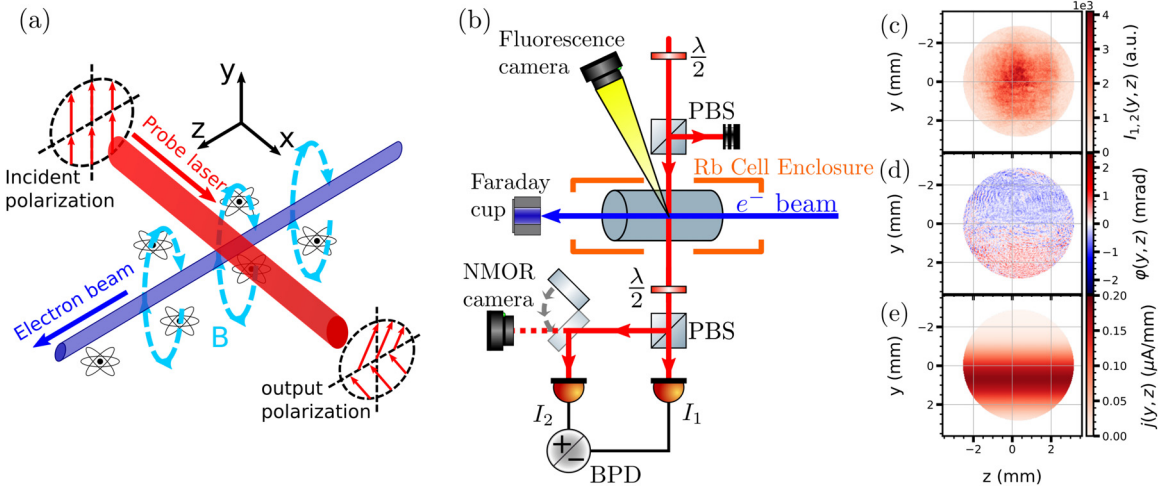 (a)
y
z
x
Probe laser
Incident
polarization
B
Electron beam
output
polarization
(b)
Fluorescence
camera
λ/2
PBS
Rb Cell Enclosure
Faraday
cup
e⁻ beam
NMOR
camera
λ/2
PBS
I₂
I₁
+
−
BPD
(c)
1e3
−2
0
2
y (mm)
4
3
2
1
0
I₁,₂(y, z) (a.u.)
(d)
−2
0
2
y (mm)
2
1
0
−1
−2
φ(y, z) (mrad)
(e)
−2
0
2
y (mm)
0.20
0.15
0.10
0.05
0.00
j(y, z) (µA/mm)
−2
0
2
z (mm)